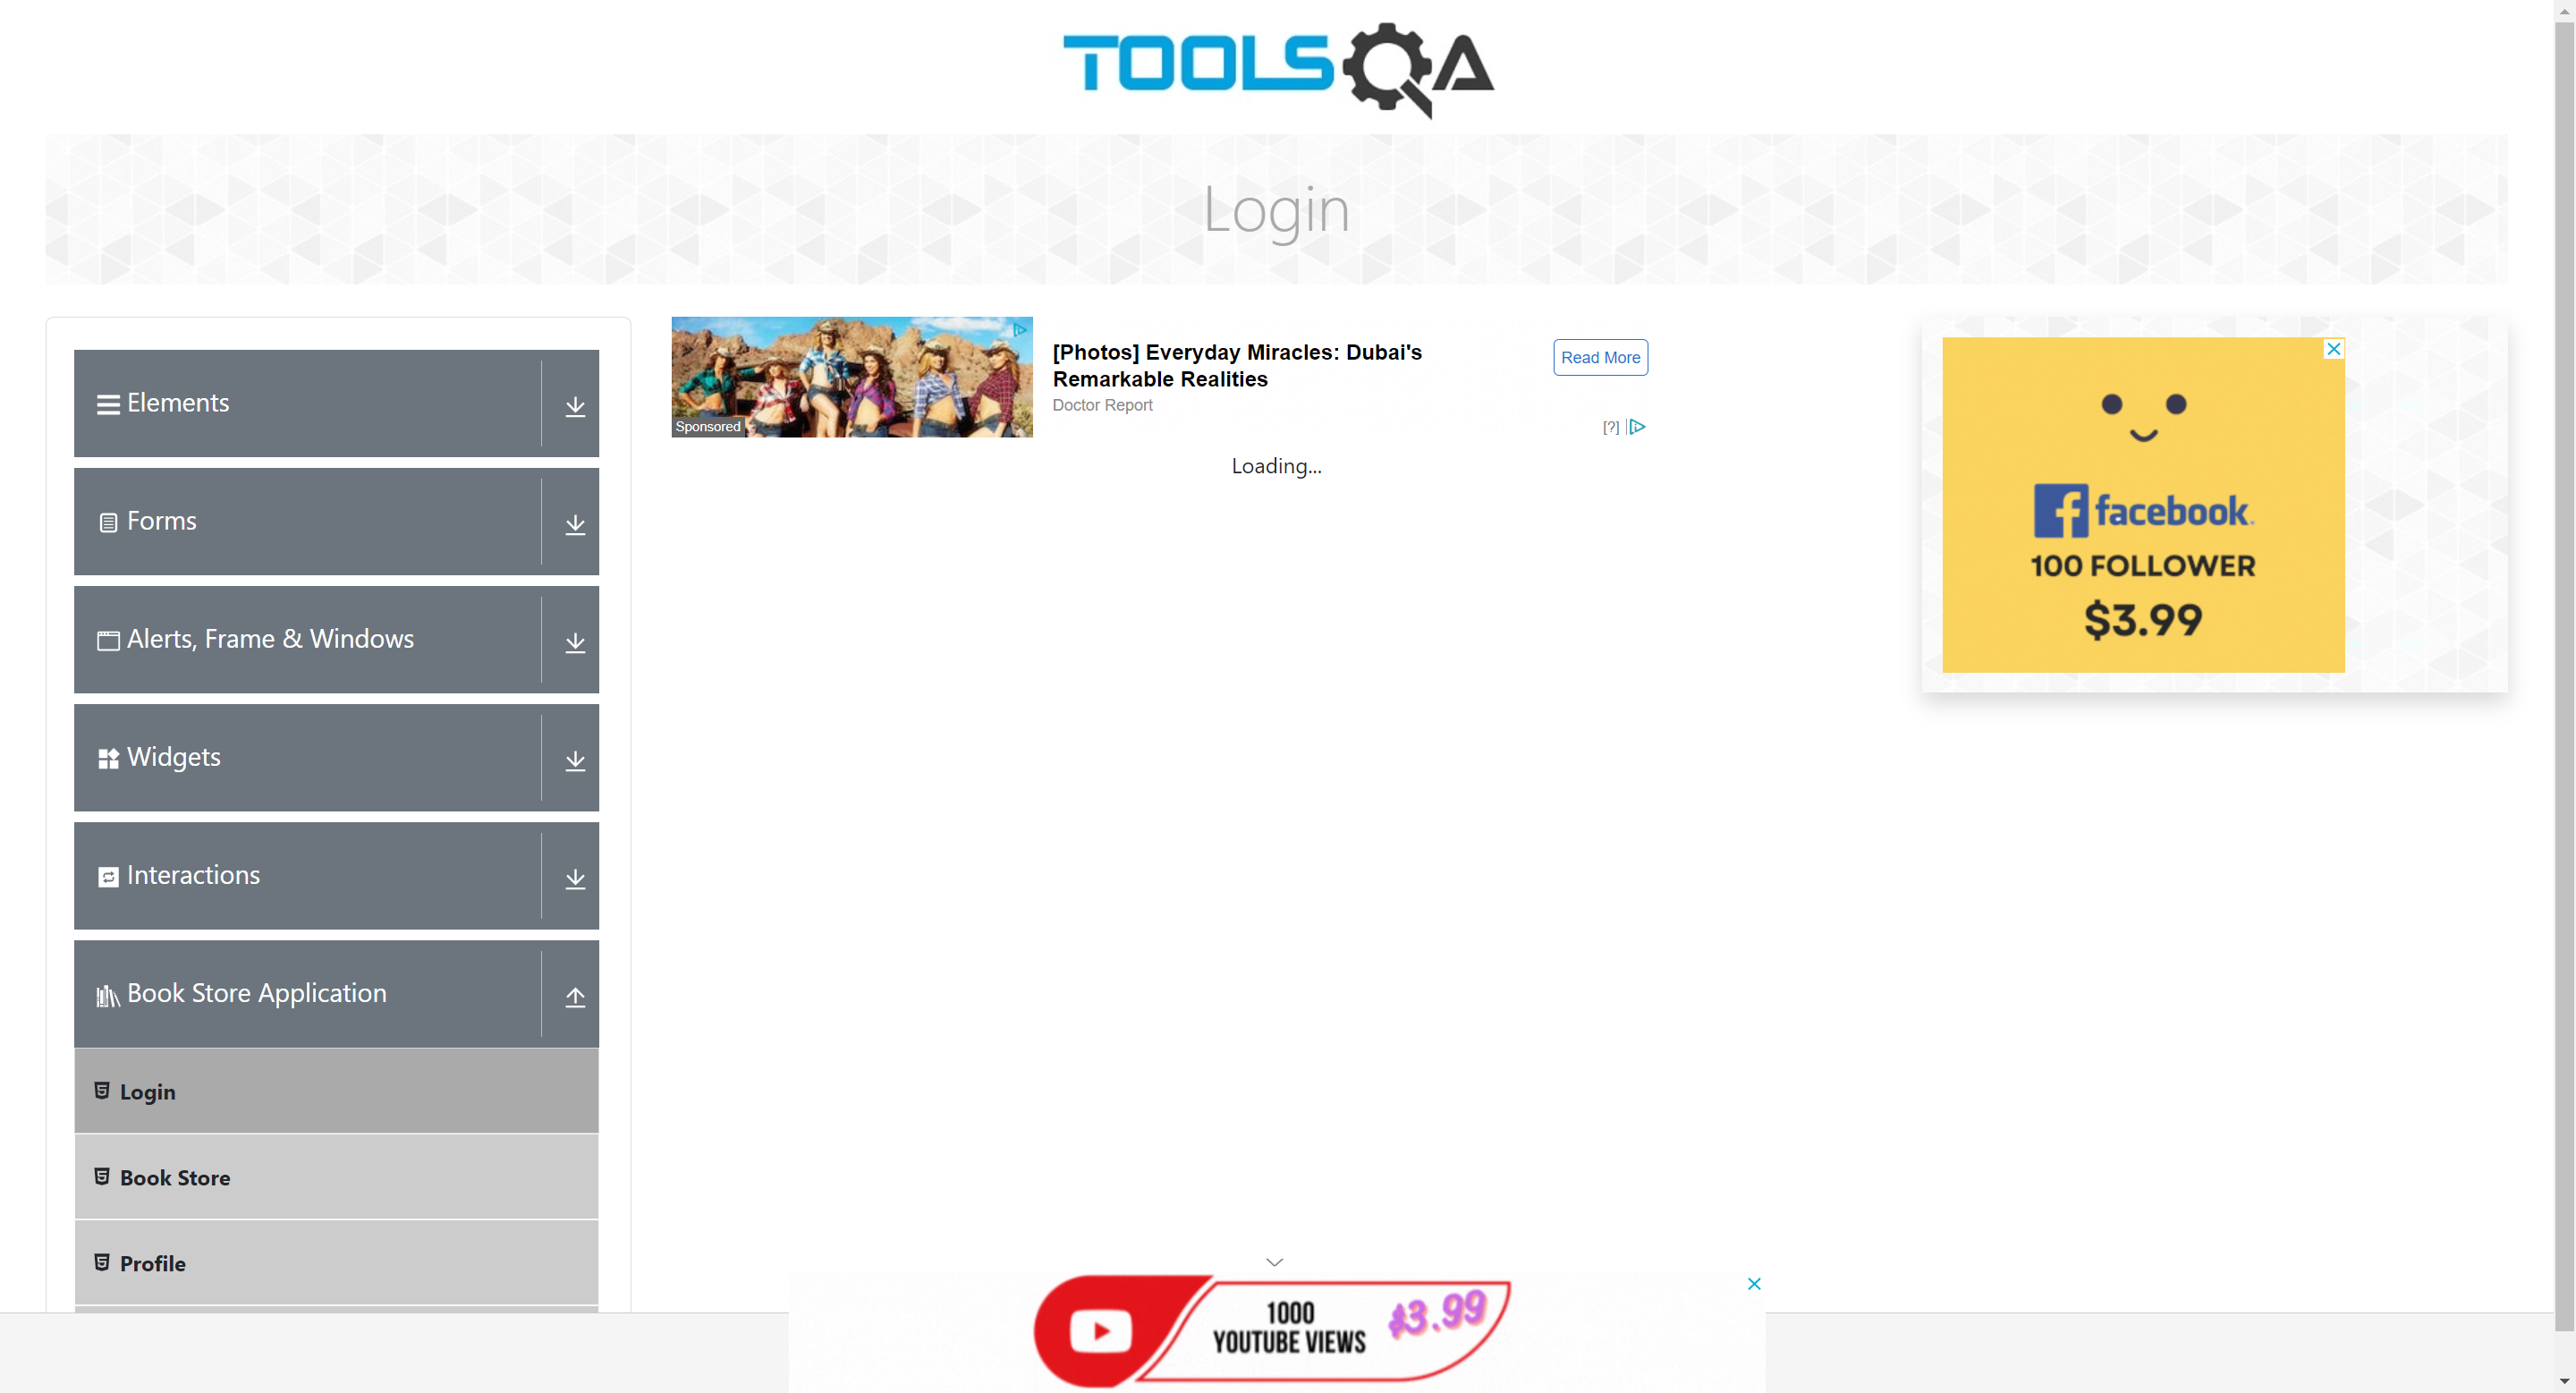 TOOLSQA
Login
Elements
Forms
Alerts, Frame & Windows
Widgets
Interactions
Book Store Application
Login
Book Store
Profile
Sponsored
[Photos] Everyday Miracles: Dubai's
Remarkable Realities
Doctor Report
Read More
[?]
Loading...
facebook.
100 FOLLOWER
$3.99
1000
YOUTUBE VIEWS
$3.99